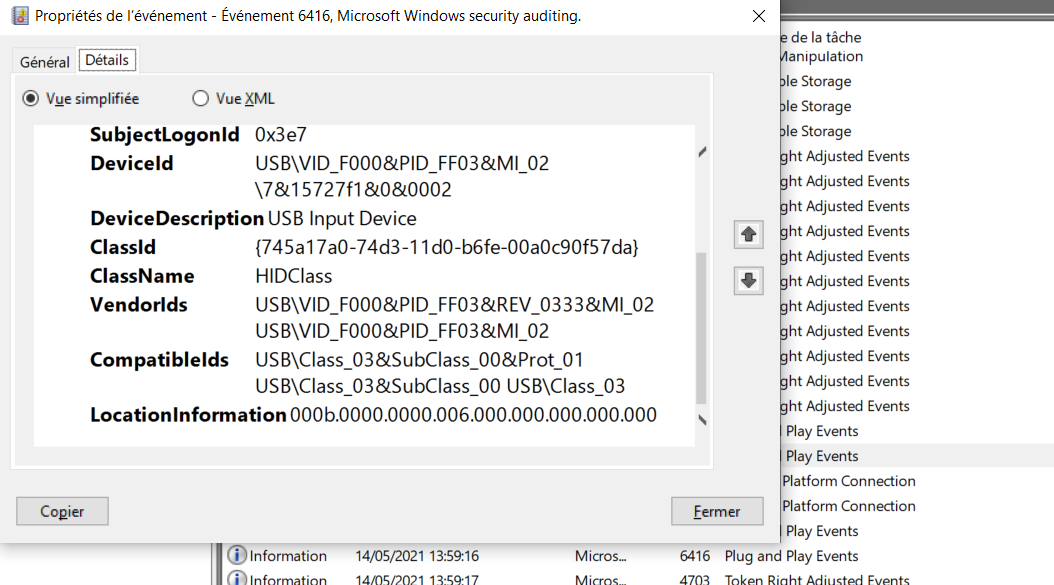 Propriétés de l'événement - Événement 6416, Microsoft Windows security auditing.
Général Détails
Vue simplifiée Vue XML
SubjectLogonId 0x3e7
DeviceId USB\VID_F000&PID_FF03&MI_02
\7&15727f1&0&0002
DeviceDescription USB Input Device
ClassId {745a17a0-74d3-11d0-b6fe-00a0c90f57da}
ClassName HIDClass
VendorIds USB\VID_F000&PID_FF03&REV_0333&MI_02
USB\VID_F000&PID_FF03&MI_02
CompatibleIds USB\Class_03&SubClass_00&Prot_01
USB\Class_03&SubClass_00 USB\Class_03
LocationInformation 000b.0000.0000.006.000.000.000.000.000
Copier Fermer
e de la tâche
Manipulation
ble Storage
ble Storage
ble Storage
ght Adjusted Events
ght Adjusted Events
ght Adjusted Events
ght Adjusted Events
ght Adjusted Events
ght Adjusted Events
ght Adjusted Events
ght Adjusted Events
ght Adjusted Events
ght Adjusted Events
ght Adjusted Events
Play Events
Play Events
Platform Connection
Platform Connection
Play Events
Information 14/05/2021 13:59:16 Micros... 6416 Plug and Play Events
Information 14/05/2021 13:59:17 Micros... 4703 Token Right Adjusted Events